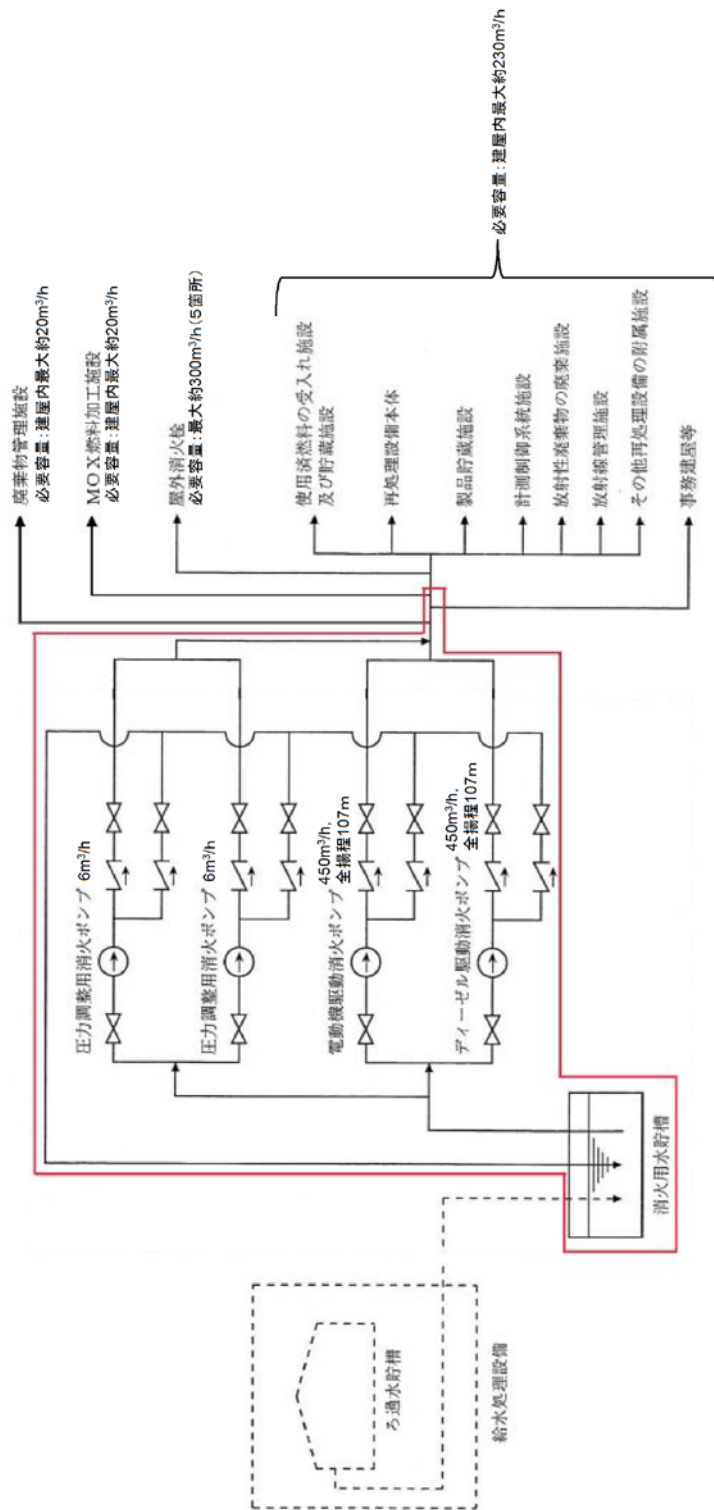 廃棄物管理施設
必要容量：建屋内最大約20m³/h
MOX燃料加工施設
必要容量：建屋内最大約20m³/h
屋外消火栓
必要容量：最大約300m³/h（5箇所）
使用済燃料の受入れ施設
及び貯蔵施設
再処理設備本体
製品貯蔵施設
計測制御系統施設
放射性廃棄物の廃棄施設
放射線管理施設
その他再処理設備の附属施設
事務建屋等
必要容量：建屋内最大約230m³/h
圧力調整用消火ポンプ 6m³/h
圧力調整用消火ポンプ 6m³/h
電動機駆動消火ポンプ 450m³/h,
全揚程107m
ディーゼル駆動消火ポンプ 450m³/h,
全揚程107m
消火用水貯槽
ろ過水貯槽
給水処理設備